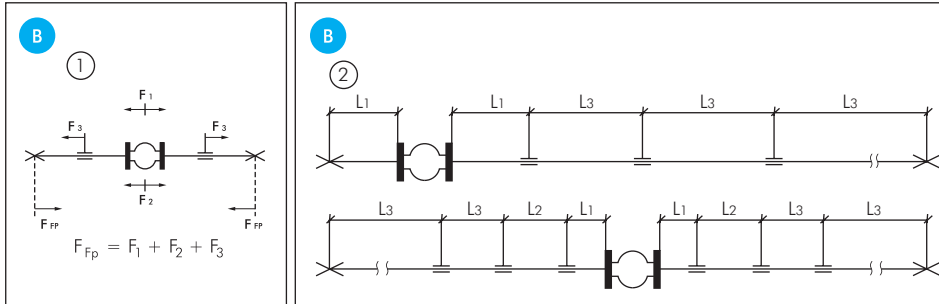 B
1
F1
F3 F3
F2
FFP FFP
FFp = F1 + F2 + F3
B
2
L1 L1 L3 L3 L3
L3 L3 L2 L1 L1 L2 L3 L3